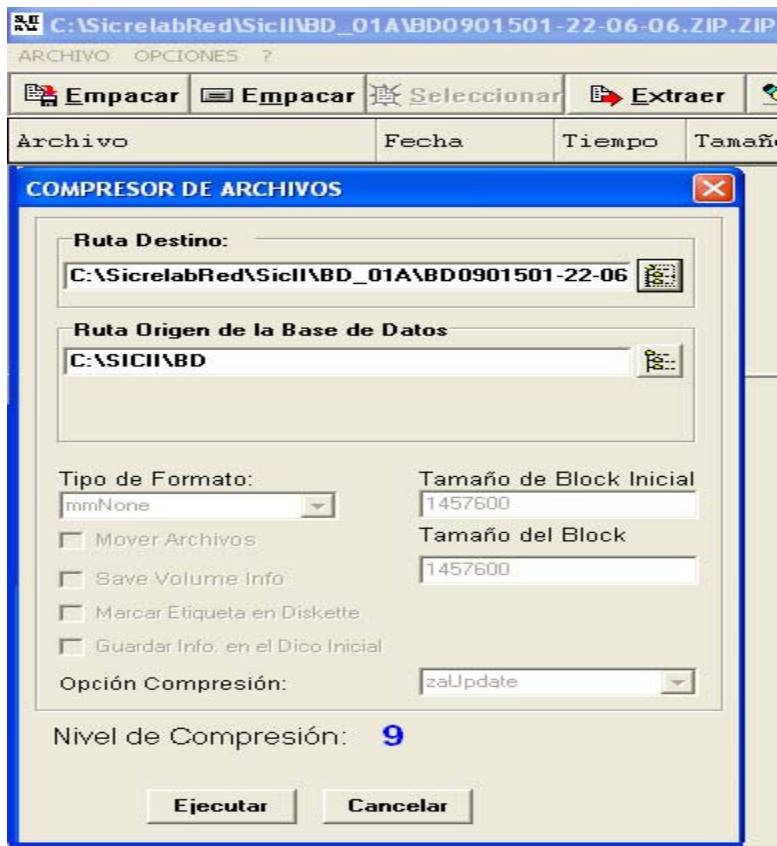 C:\SicrelabRed\SicII\BD_01A\BD0901501-22-06-06.ZIP.ZIP
ARCHIVO OPCIONES ?
Empacar Empacar Seleccionar Extraer
Archivo Fecha Tiempo Tamañ
COMPRESOR DE ARCHIVOS
Ruta Destino:
C:\SicrelabRed\SicII\BD_01A\BD0901501-22-06
Ruta Origen de la Base de Datos
C:\SICII\BD
Tipo de Formato: Tamaño de Block Inicial
mmNone 1457600
Mover Archivos Tamaño del Block
Save Volume Info 1457600
Marcar Etiqueta en Diskette
Guardar Info. en el Dico Inicial
Opción Compresión: zaUpdate
Nivel de Compresión: 9
Ejecutar Cancelar